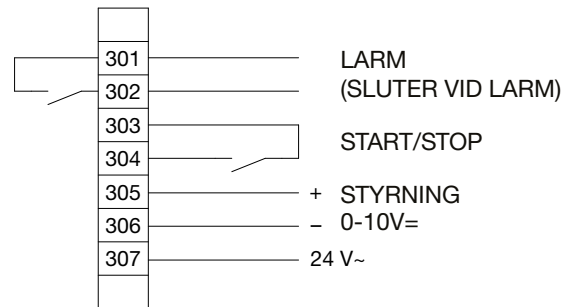 301
LARM
302
(SLUTER VID LARM)
303
START/STOP
304
305 + STYRNING
306 – 0-10V=
307 24 V~